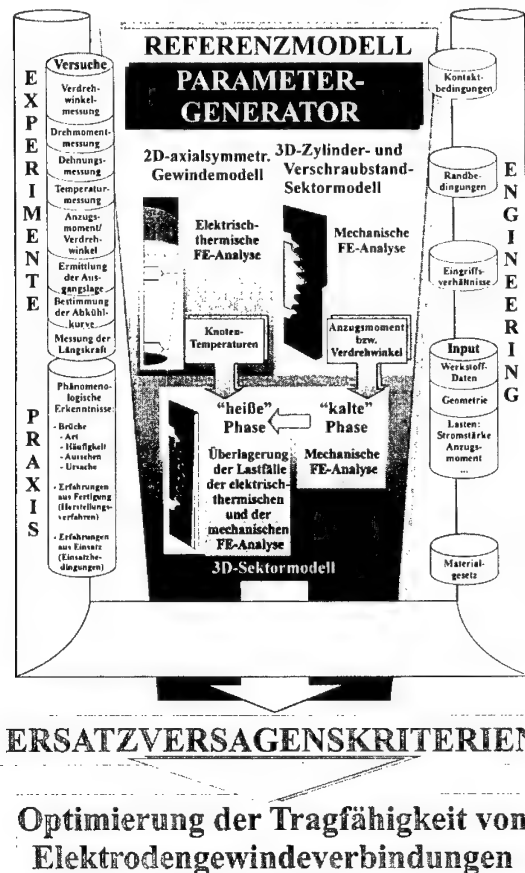 REFERENZMODELL
PARAMETER-
GENERATOR
EXPERIMENTE
PRAXIS
Versuche
Verdreh-
winkel-
messung
Drehmoment-
messung
Dehnungs-
messung
Temperatur-
messung
Anzugs-
moment/
Verdreh-
winkel
Ermittlung
der Aus-
gangslage
Bestimmung
der Abkühl-
kurve
Messung der
Längskraft
Phänomeno-
logische
Erkenntnisse
- Brüche
- Art
- Häufigkeit
- Aussehen
- Ursache
- Erfahrungen
aus Fertigung
(Herstellungs-
verfahren)
- Erfahrungen
aus Einsatz
(Einsatzbe-
dingungen)
2D-axialsymmetr.
Gewindemodell
3D-Zylinder- und
Verschraubstand-
Sektormodell
Elektrisch-
thermische
FE-Analyse
Mechanische
FE-Analyse
Knoten-
Temperaturen
Anzugsmoment
bzw.
Verdrehwinkel
"heiße"
Phase
"kalte"
Phase
Überlagerung
der Lastfälle
der elektrisch-
thermischen
und der
mechanischen
FE-Analyse
Mechanische
FE-Analyse
3D-Sektormodell
ENGINEERING
Kontakt-
bedingungen
Randbe-
dingungen
Eingriffs-
verhältnisse
Input
Werkstoff-
Daten
Geometrie
Lasten:
Stromstärke
Anzugs-
moment
...
Material-
gesetz
ERSATZVERSAGENSKRITERIEN
Optimierung der Tragfähigkeit von
Elektrodengewindeverbindungen